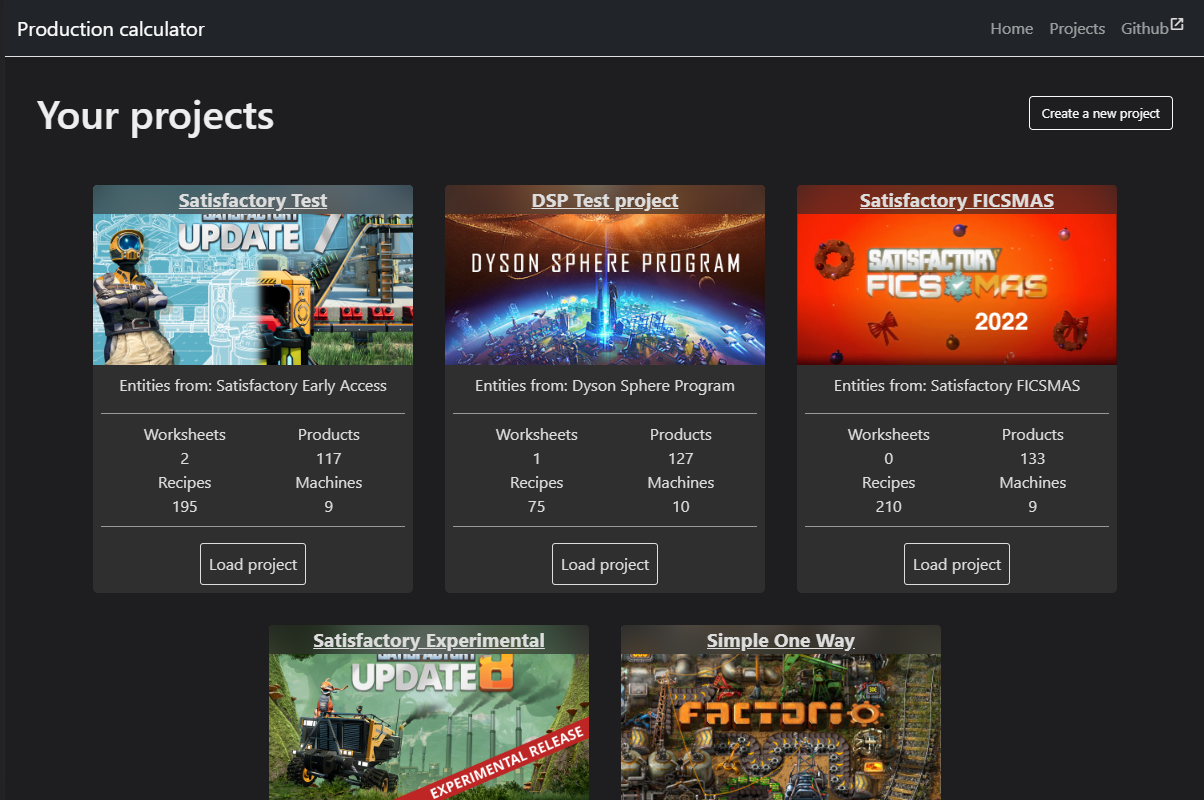 Production calculator
Home Projects Github
Your projects
Create a new project
Satisfactory Test
DSP Test project
Satisfactory FICSMAS
SATISFACTORY
UPDATE 7
DYSON SPHERE PROGRAM
SATISFACTORY
FICSMAS
2022
Entities from: Satisfactory Early Access
Entities from: Dyson Sphere Program
Entities from: Satisfactory FICSMAS
Worksheets Products
2 117
Recipes Machines
195 9
Worksheets Products
1 127
Recipes Machines
75 10
Worksheets Products
0 133
Recipes Machines
210 9
Load project
Load project
Load project
Satisfactory Experimental
Simple One Way
SATISFACTORY
UPDATE 8
EXPERIMENTAL RELEASE
FACTORIO